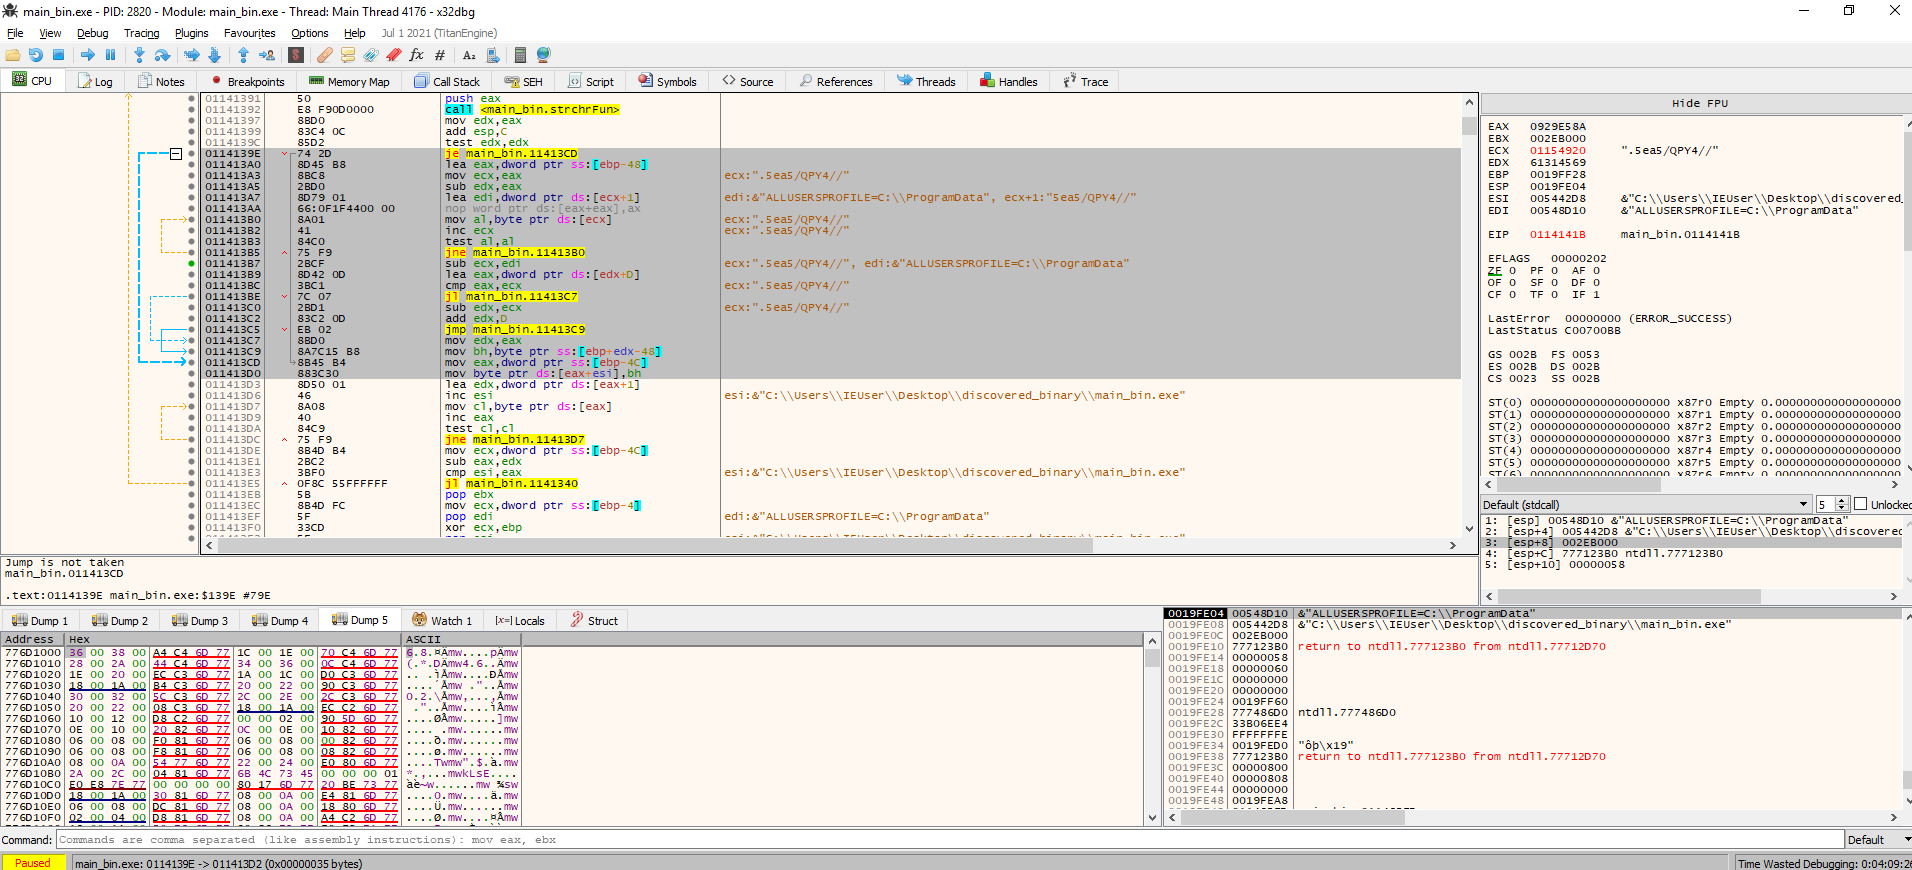 main_bin.exe - PID: 2820 - Module: main_bin.exe - Thread: Main Thread 4176 - x32dbg
File View Debug Tracing Plugins Favourites Options Help Jul 1 2021 (TitanEngine)
CPU Log Notes Breakpoints Memory Map Call Stack SEH Script Symbols Source References Threads Handles Trace
01141391 50 push eax
01141392 E8 F90D0000 call <main_bin.strchrFun>
01141397 8BD0 mov edx,eax
01141399 83C4 0C add esp,C
0114139C 85D2 test edx,edx
0114139E 74 2D je main_bin.11413CD
011413A0 8D45 B8 lea eax,dword ptr ss:[ebp-48]
011413A3 8BC8 mov ecx,eax ecx:".5ea5/QPY4//"
011413A5 2BD0 sub edx,eax
011413A7 8D79 01 lea edi,dword ptr ds:[ecx+1] edi:&"ALLUSERSPROFILE=C:\\ProgramData", ecx+1:"5ea5/QPY4//"
011413AA 66:0F1F4400 00 nop word ptr ds:[eax+eax],ax
011413B0 8A01 mov al,byte ptr ds:[ecx] ecx:".5ea5/QPY4//"
011413B2 41 inc ecx ecx:".5ea5/QPY4//"
011413B3 84C0 test al,al
011413B5 75 F9 jne main_bin.11413B0
011413B7 2BCF sub ecx,edi ecx:".5ea5/QPY4//", edi:&"ALLUSERSPROFILE=C:\\ProgramData"
011413B9 8D42 0D lea eax,dword ptr ds:[edx+D]
011413BC 3BC1 cmp eax,ecx ecx:".5ea5/QPY4//"
011413BE 7C 07 jl main_bin.11413C7
011413C0 2BD1 sub edx,ecx ecx:".5ea5/QPY4//"
011413C2 83C2 0D add edx,D
011413C5 EB 02 jmp main_bin.11413C9
011413C7 8BD0 mov edx,eax
011413C9 8A7C15 B8 mov bh,byte ptr ss:[ebp+edx-48]
011413CD 8B45 B4 mov eax,dword ptr ss:[ebp-4C]
011413D0 883C30 mov byte ptr ds:[eax+esi],bh
011413D3 8D50 01 lea edx,dword ptr ds:[eax+1]
011413D6 46 inc esi esi:&"C:\\Users\\IEUser\\Desktop\\discovered_binary\\main_bin.exe"
011413D7 8A08 mov cl,byte ptr ds:[eax]
011413D9 40 inc eax
011413DA 84C9 test cl,cl
011413DC 75 F9 jne main_bin.11413D7
011413DE 8B4D B4 mov ecx,dword ptr ss:[ebp-4C]
011413E1 2BC2 sub eax,edx
011413E3 3BF0 cmp esi,eax esi:&"C:\\Users\\IEUser\\Desktop\\discovered_binary\\main_bin.exe"
011413E5 0F8C 55FFFFFF jl main_bin.1141340
011413EB 5B pop ebx
011413EC 8B4D FC mov ecx,dword ptr ss:[ebp-4]
011413EF 5F pop edi edi:&"ALLUSERSPROFILE=C:\\ProgramData"
011413F0 33CD xor ecx,ebp
Hide FPU
EAX 0929E58A
EBX 002EB000
ECX 01154920 ".5ea5/QPY4//"
EDX 61314569
EBP 0019FF28
ESP 0019FE04
ESI 005442D8 &"C:\\Users\\IEUser\\Desktop\\discovered_
EDI 00548D10 &"ALLUSERSPROFILE=C:\\ProgramData"
EIP 0114141B main_bin.0114141B
EFLAGS 00000202
ZF 0 PF 0 AF 0
OF 0 SF 0 DF 0
CF 0 TF 0 IF 1
LastError 00000000 (ERROR_SUCCESS)
LastStatus C00700BB
GS 002B FS 0053
ES 002B DS 002B
CS 0023 SS 002B
ST(0) 00000000000000000000 x87r0 Empty 0.00000000000
ST(1) 00000000000000000000 x87r1 Empty 0.00000000000
ST(2) 00000000000000000000 x87r2 Empty 0.00000000000
ST(3) 00000000000000000000 x87r3 Empty 0.00000000000
ST(4) 00000000000000000000 x87r4 Empty 0.00000000000
ST(5) 00000000000000000000 x87r5 Empty 0.00000000000
ST(6) 00000000000000000000 x87r6 Empty 0.00000000000
Default (stdcall) 5 Unlocked
1: [esp] 00548D10 &"ALLUSERSPROFILE=C:\\ProgramData"
2: [esp+4] 005442D8 &"C:\\Users\\IEUser\\Desktop\\discovered
3: [esp+8] 002EB000
4: [esp+C] 777123B0 ntdll.777123B0
5: [esp+10] 00000058
Jump is not taken
main_bin.011413CD
.text:0114139E main_bin.exe:$139E #79E
Dump 1 Dump 2 Dump 3 Dump 4 Dump 5 Watch 1 Locals Struct
Address Hex ASCII
776D1000 36 00 38 00 A4 C4 6D 77 1C 00 1E 00 70 C4 6D 77 6.8.¤Ämw....pÄmw
776D1010 28 00 2A 00 44 C4 6D 77 34 00 36 00 0C C4 6D 77 (.*.DÄmw4.6..Ämw
776D1020 1E 00 20 00 EC C3 6D 77 1A 00 1C 00 D0 C3 6D 77 .. .ìÃmw....ÐÃmw
776D1030 18 00 1A 00 B4 C3 6D 77 20 00 22 00 90 C3 6D 77 ....´Ãmw ."..Ãmw
776D1040 30 00 32 00 5C C3 6D 77 2C 00 2E 00 2C C3 6D 77 0.2.\Ãmw,...,Ãmw
776D1050 20 00 22 00 08 C3 6D 77 18 00 1A 00 EC C2 6D 77 ."..Ãmw....ìÂmw
776D1060 10 00 12 00 D8 C2 6D 77 00 00 02 00 90 5D 6D 77 ....ØÂmw.....]mw
776D1070 0E 00 10 00 20 82 6D 77 0C 00 0E 00 10 82 6D 77 .... .mw......mw
776D1080 06 00 08 00 F0 81 6D 77 06 00 08 00 00 82 6D 77 ....ð.mw......mw
776D1090 06 00 08 00 F8 81 6D 77 06 00 08 00 08 82 6D 77 ....ø.mw......mw
776D10A0 08 00 0A 00 54 77 6D 77 22 00 24 00 E0 80 6D 77 ....Twmw".$.à.mw
776D10B0 2A 00 2C 00 04 81 6D 77 6B 4C 73 45 00 00 00 01 *.,...mwkLsE....
776D10C0 E0 E8 7E 77 00 00 00 00 80 17 6D 77 20 BE 73 77 àè~w......mw ¾sw
776D10D0 18 00 1A 00 30 81 6D 77 08 00 0A 00 E4 81 6D 77 ....0.mw....ä.mw
776D10E0 06 00 08 00 DC 81 6D 77 08 00 0A 00 18 80 6D 77 ....Ü.mw......mw
776D10F0 02 00 04 00 D8 81 6D 77 08 00 0A 00 A4 C2 6D 77 ....Ø.mw....¤Âmw
0019FE04 00548D10 &"ALLUSERSPROFILE=C:\\ProgramData"
0019FE08 005442D8 &"C:\\Users\\IEUser\\Desktop\\discovered_binary\\main_bin.exe"
0019FE0C 002EB000
0019FE10 777123B0 return to ntdll.777123B0 from ntdll.77712D70
0019FE14 00000058
0019FE18 00000060
0019FE1C 00000000
0019FE20 00000000
0019FE24 0019FF60
0019FE28 777486D0 ntdll.777486D0
0019FE2C 33B06EE4
0019FE30 FFFFFFFE
0019FE34 0019FED0 "ôþ\x19"
0019FE38 777123B0 return to ntdll.777123B0 from ntdll.77712D70
0019FE3C 00000800
0019FE40 00000808
0019FE44 00000000
0019FE48 0019FEA8
Command: Commands are comma separated (like assembly instructions): mov eax, ebx Default
Paused main_bin.exe: 0114139E -> 011413D2 (0x00000035 bytes) Time Wasted Debugging: 0:04:09:26